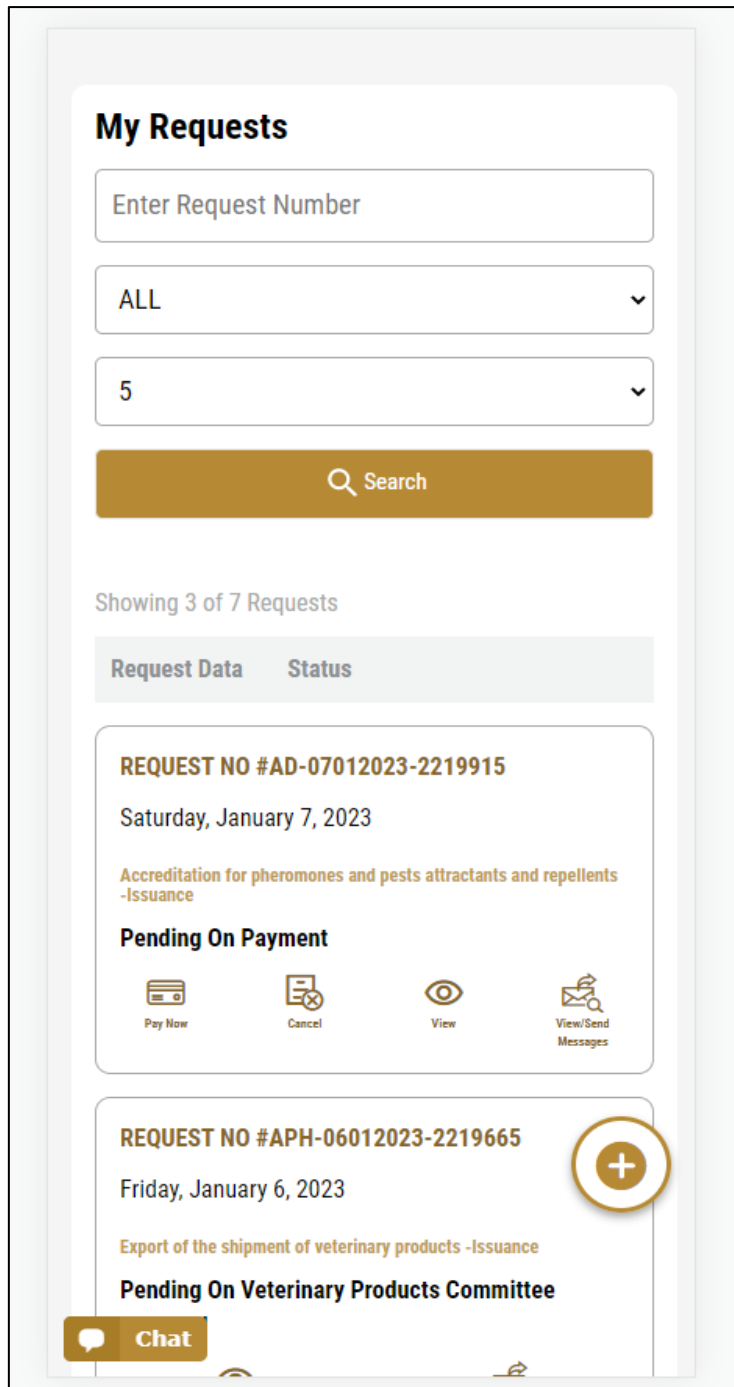 My Requests
Enter Request Number
ALL
5
Search
Showing 3 of 7 Requests
Request Data Status
REQUEST NO #AD-07012023-2219915
Saturday, January 7, 2023
Accreditation for pheromones and pests attractants and repellents
-Issuance
Pending On Payment
Pay Now Cancel View View/Send
Messages
REQUEST NO #APH-06012023-2219665
Friday, January 6, 2023
Export of the shipment of veterinary products -Issuance
Pending On Veterinary Products Committee
Chat